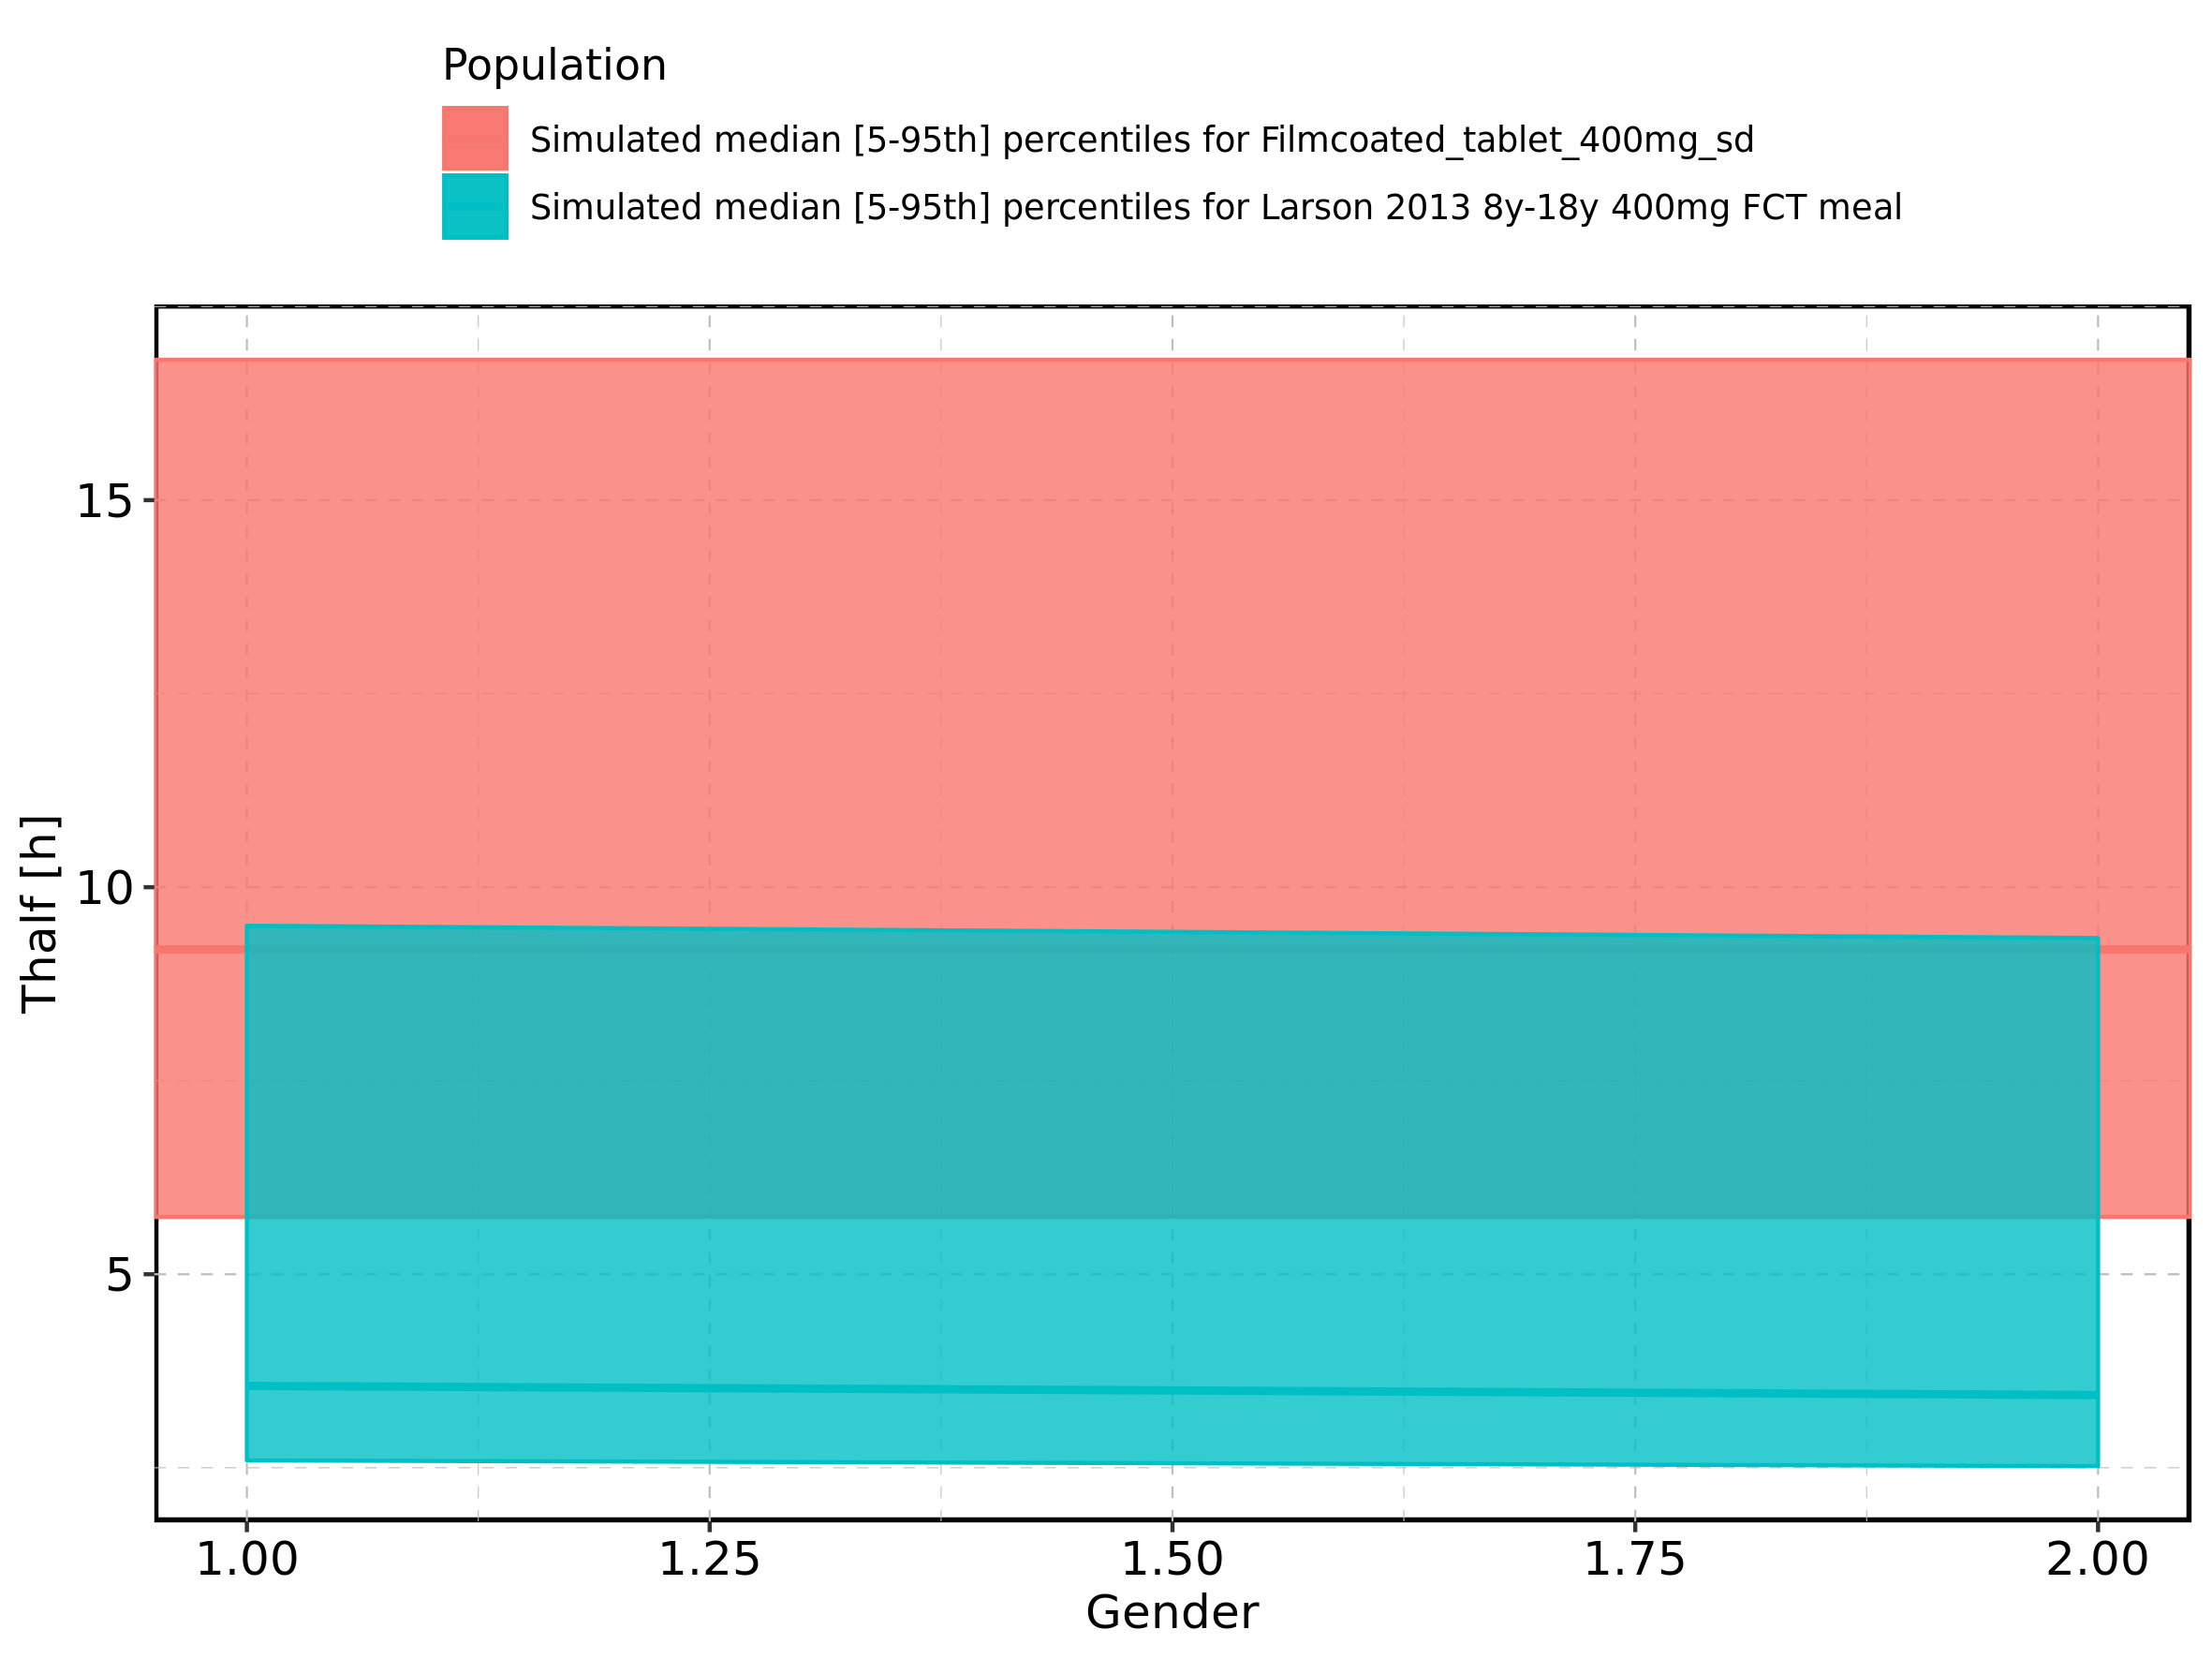 Population
Simulated median [5-95th] percentiles for Filmcoated_tablet_400mg_sd
Simulated median [5-95th] percentiles for Larson 2013 8y-18y 400mg FCT meal
15
10
5
Thalf [h]
1.00 1.25 1.50 1.75 2.00
Gender